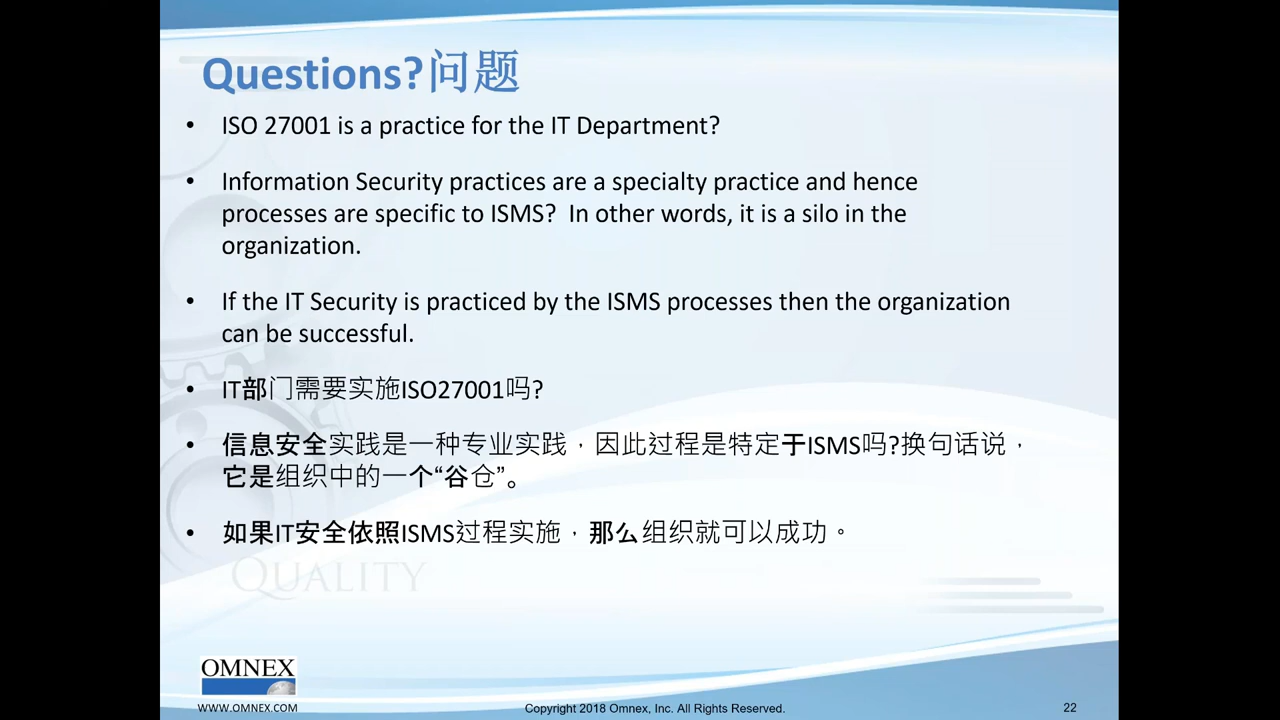 Questions?问题
• ISO 27001 is a practice for the IT Department?
• Information Security practices are a specialty practice and hence
processes are specific to ISMS? In other words, it is a silo in the
organization.
• If the IT Security is practiced by the ISMS processes then the organization
can be successful.
• IT部门需要实施ISO27001吗?
• 信息安全实践是一种专业实践，因此过程是特定于ISMS吗?换句话说，
它是组织中的一个“谷仓”。
• 如果IT安全依照ISMS过程实施，那么组织就可以成功。
QUALITY
OMNEX
WWW.OMNEX.COM
Copyright 2018 Omnex, Inc. All Rights Reserved.
22